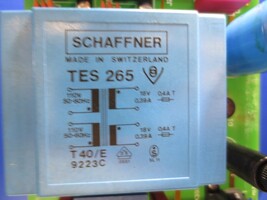 SCHAFFNER
MADE IN SWITZERLAND
TES 265
110V
50-60Hz
18V 0,4A T
0,39A
110V
50-60Hz
18V 0,4A T
0,39A
T40/E
9223C